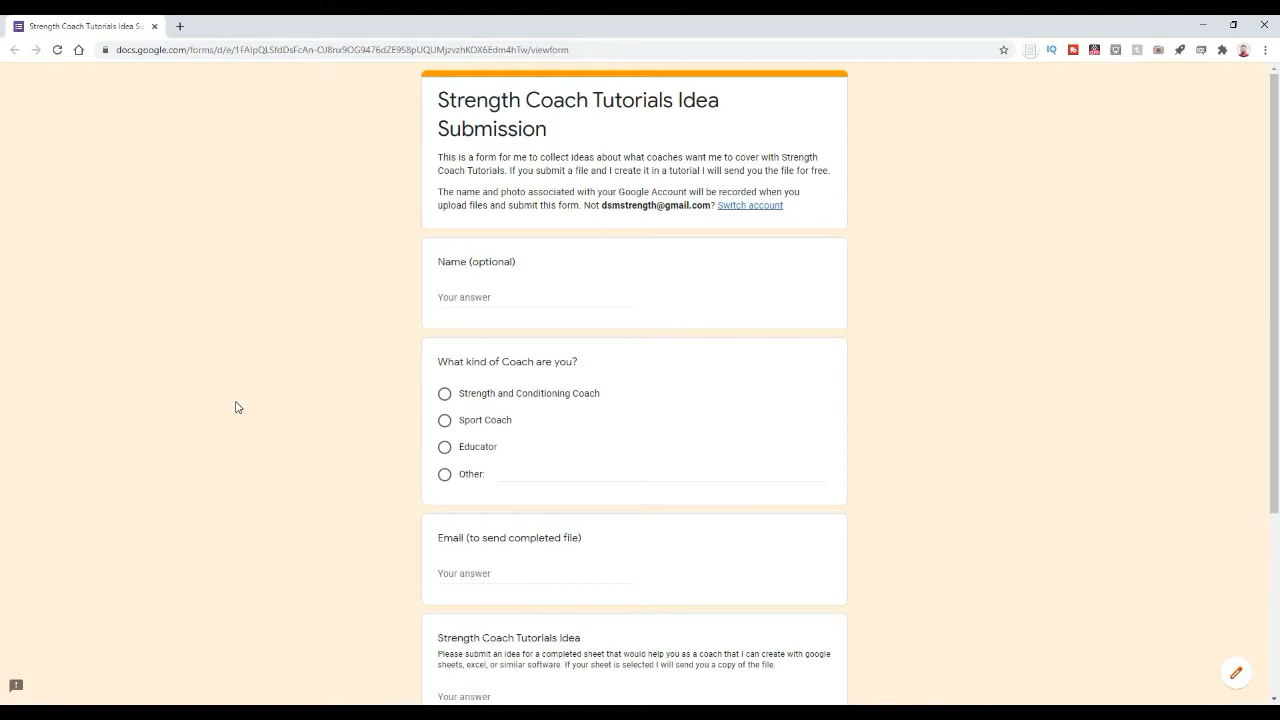 Strength Coach Tutorials Idea Su
docs.google.com/forms/d/e/1FAIpQLSfdDsFcAn-OJ8nx9OG9476dZE9S8pUQUMjzvzhKOX6Edm4hTw/viewform
Strength Coach Tutorials Idea
Submission
This is a form for me to collect ideas about what coaches want me to cover with Strength
Coach Tutorials. If you submit a file and I create it in a tutorial I will send you the file for free.
The name and photo associated with your Google Account will be recorded when you
upload files and submit this form. Not dsmstrength@gmail.com? Switch account
Name (optional)
Your answer
What kind of Coach are you?
Strength and Conditioning Coach
Sport Coach
Educator
Other:
Email (to send completed file)
Your answer
Strength Coach Tutorials Idea
Please submit an idea for a completed sheet that would help you as a coach that I can create with google
sheets, excel, or similar software. If your sheet is selected I will send you a copy of the file.
Your answer